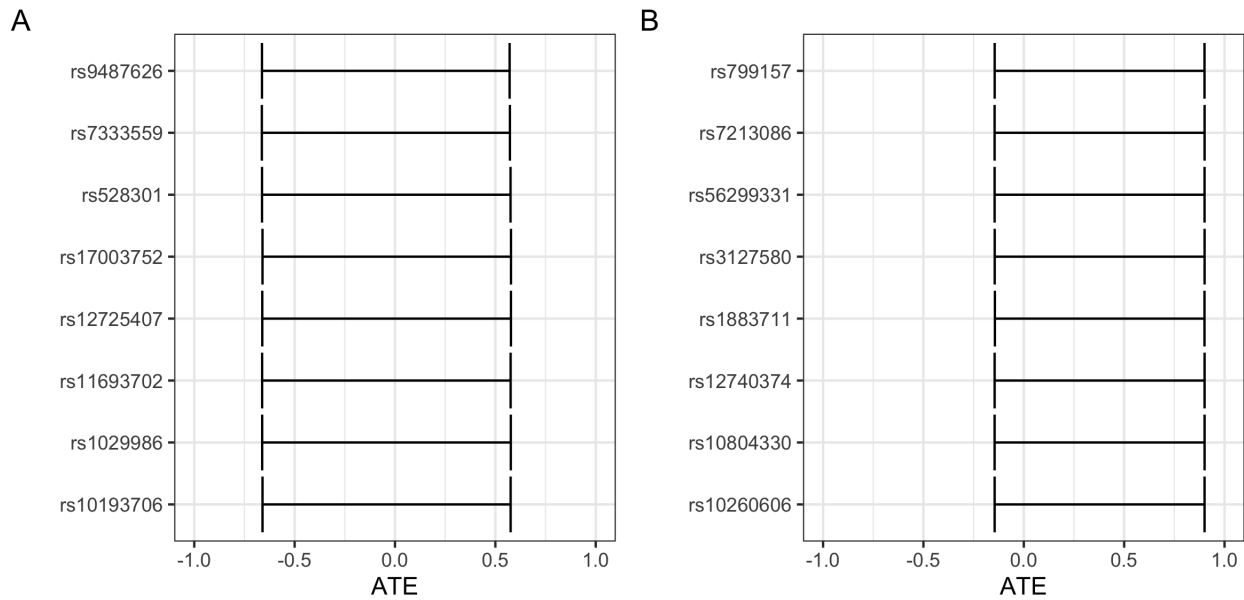 A
rs9487626
rs7333559
rs528301
rs17003752
rs12725407
rs11693702
rs1029986
rs10193706
-1.0 -0.5 0.0 0.5 1.0
ATE
B
rs799157
rs7213086
rs56299331
rs3127580
rs1883711
rs12740374
rs10804330
rs10260606
-1.0 -0.5 0.0 0.5 1.0
ATE